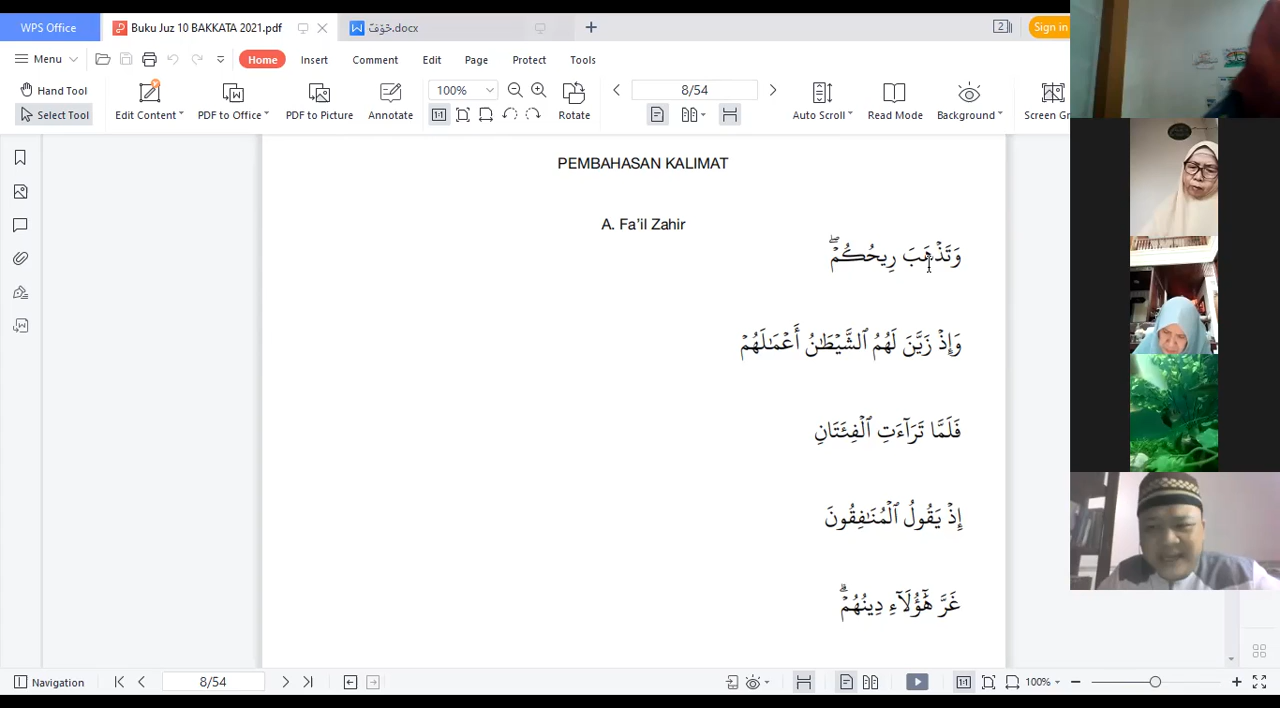 WPS Office
Buku Juz 10 BAKKATA 2021.pdf
خَوْفٌ.docx
2
Sign in
Menu
Home
Insert
Comment
Edit
Page
Protect
Tools
Hand Tool
Select Tool
Edit Content
PDF to Office
PDF to Picture
Annotate
100%
8/54
Rotate
Auto Scroll
Read Mode
Background
Screen Gr
PEMBAHASAN KALIMAT
A. Fa'il Zahir
وَتَذْهَبَ رِيحُكُمْۖ
وَإِذْ زَيَّنَ لَهُمُ ٱلشَّيْطَٰنُ أَعْمَٰلَهُمْ
فَلَمَّا تَرَآءَتِ ٱلْفِئَتَانِ
إِذْ يَقُولُ ٱلْمُنَٰفِقُونَ
غَرَّ هَٰٓؤُلَآءِ دِينُهُمْۗ
Navigation
8/54
100%